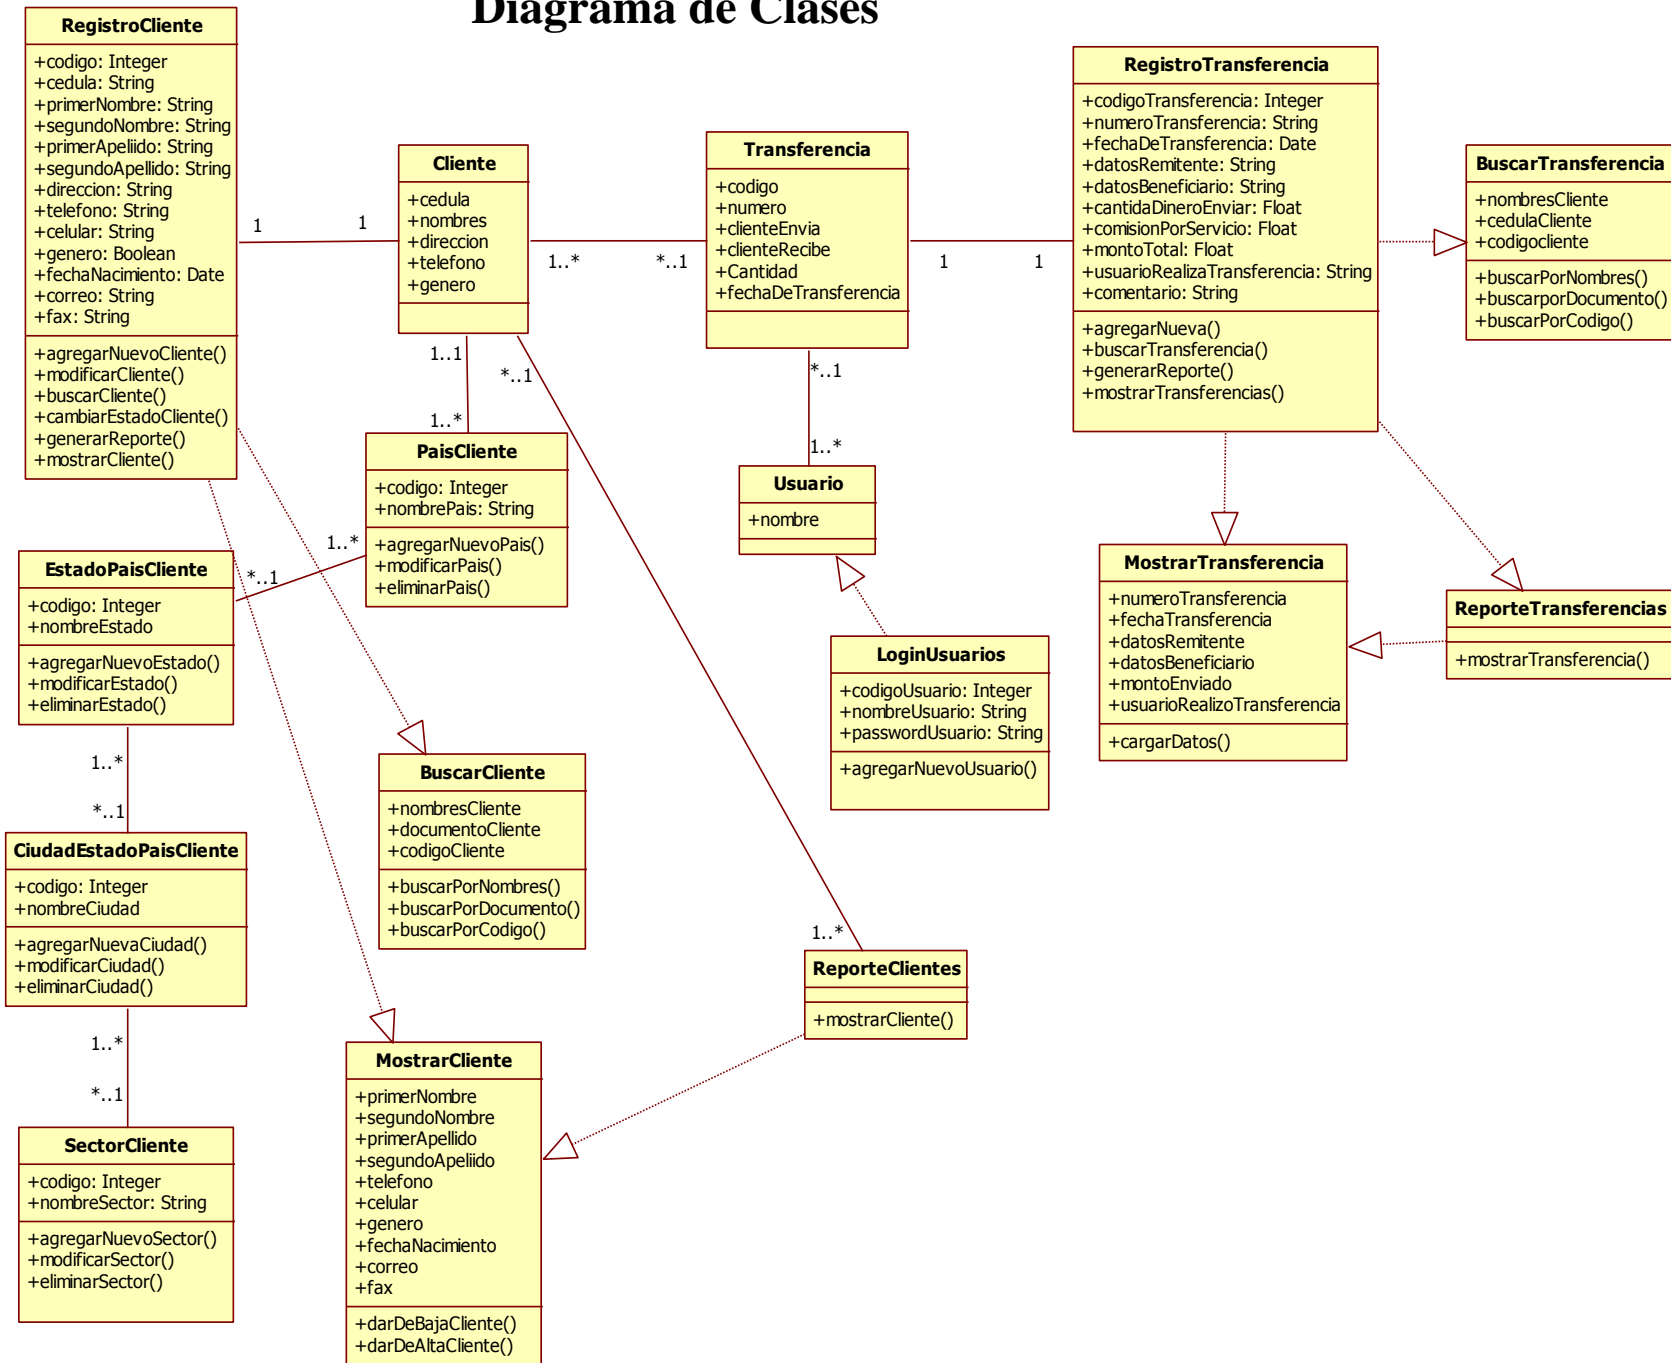 Diagrama de Clases
RegistroCliente
+codigo: Integer
+cedula: String
+primerNombre: String
+segundoNombre: String
+primerApeliido: String
+segundoApellido: String
+direccion: String
+telefono: String
+celular: String
+genero: Boolean
+fechaNacimiento: Date
+correo: String
+fax: String
+agregarNuevoCliente()
+modificarCliente()
+buscarCliente()
+cambiarEstadoCliente()
+generarReporte()
+mostrarCliente()
1
1
Cliente
+cedula
+nombres
+direccion
+telefono
+genero
1..*
*..1
Transferencia
+codigo
+numero
+clienteEnvia
+clienteRecibe
+Cantidad
+fechaDeTransferencia
1
1
RegistroTransferencia
+codigoTransferencia: Integer
+numeroTransferencia: String
+fechaDeTransferencia: Date
+datosRemitente: String
+datosBeneficiario: String
+cantidaDineroEnviar: Float
+comisionPorServicio: Float
+montoTotal: Float
+usuarioRealizaTransferencia: String
+comentario: String
+agregarNueva()
+buscarTransferencia()
+generarReporte()
+mostrarTransferencias()
BuscarTransferencia
+nombresCliente
+cedulaCliente
+codigocliente
+buscarPorNombres()
+buscarporDocumento()
+buscarPorCodigo()
1..1
1..*
*..1
*..1
1..*
PaisCliente
+codigo: Integer
+nombrePais: String
+agregarNuevoPais()
+modificarPais()
+eliminarPais()
Usuario
+nombre
1..*
*..1
EstadoPaisCliente
+codigo: Integer
+nombreEstado
+agregarNuevoEstado()
+modificarEstado()
+eliminarEstado()
MostrarTransferencia
+numeroTransferencia
+fechaTransferencia
+datosRemitente
+datosBeneficiario
+montoEnviado
+usuarioRealizoTransferencia
+cargarDatos()
ReporteTransferencias
+mostrarTransferencia()
LoginUsuarios
+codigoUsuario: Integer
+nombreUsuario: String
+passwordUsuario: String
+agregarNuevoUsuario()
1..*
*..1
BuscarCliente
+nombresCliente
+documentoCliente
+codigoCliente
+buscarPorNombres()
+buscarPorDocumento()
+buscarPorCodigo()
CiudadEstadoPaisCliente
+codigo: Integer
+nombreCiudad
+agregarNuevaCiudad()
+modificarCiudad()
+eliminarCiudad()
1..*
ReporteClientes
+mostrarCliente()
1..*
*..1
MostrarCliente
+primerNombre
+segundoNombre
+primerApellido
+segundoApeliido
+telefono
+celular
+genero
+fechaNacimiento
+correo
+fax
+darDeBajaCliente()
+darDeAltaCliente()
SectorCliente
+codigo: Integer
+nombreSector: String
+agregarNuevoSector()
+modificarSector()
+eliminarSector()